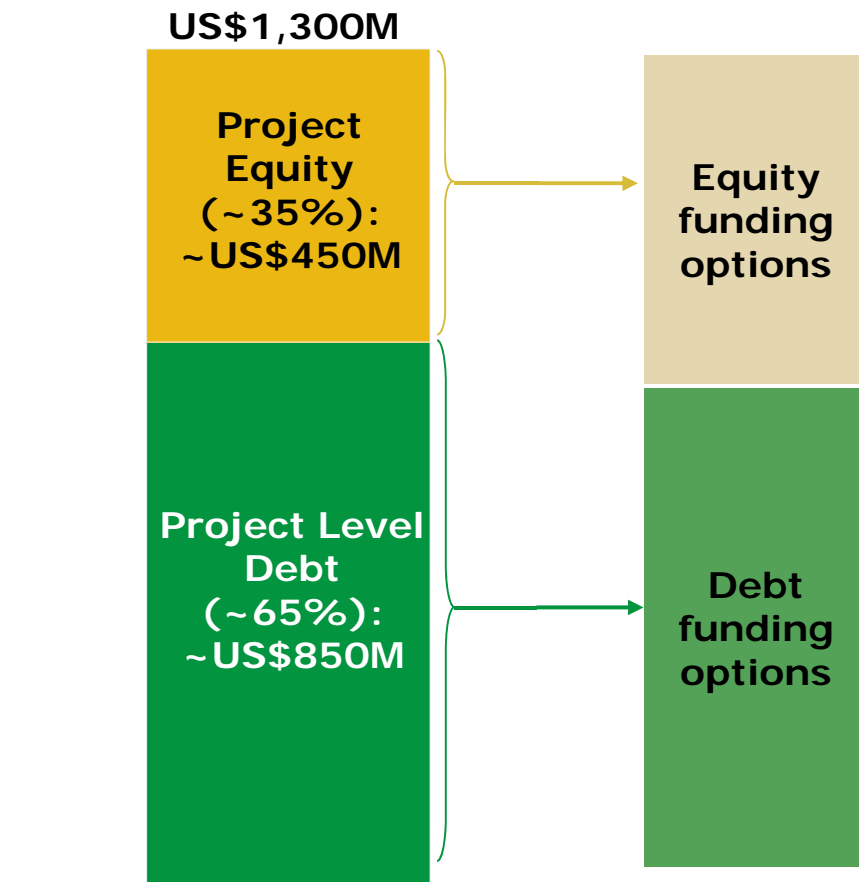 US$1,300M
Project
Equity
(~35%):
~US$450M
Equity
funding
options
Project Level
Debt
(~65%):
~US$850M
Debt
funding
options